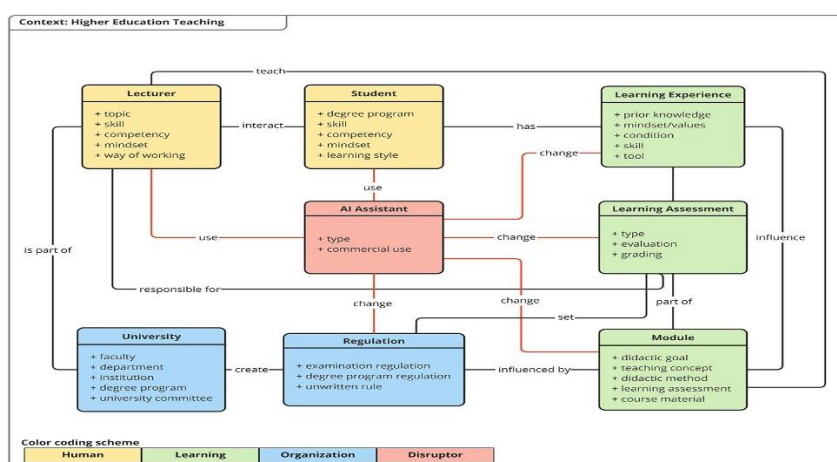 Context: Higher Education Teaching
teach
Lecturer
+ topic
+ skill
+ competency
+ mindset
+ way of working
interact
Student
+ degree program
+ skill
+ competency
+ mindset
+ learning style
has
Learning Experience
+ prior knowledge
+ mindset/values
+ condition
+ skill
+ tool
change
use
AI Assistant
+ type
+ commercial use
use
change
Learning Assessment
+ type
+ evaluation
+ grading
is part of
influence
responsible for
change
change
set
part of
University
+ faculty
+ department
+ institution
+ degree program
+ university committee
create
Regulation
+ examination regulation
+ degree program regulation
+ unwritten rule
influenced by
Module
+ didactic goal
+ teaching concept
+ didactic method
+ learning assessment
+ course material
Color coding scheme
Human
Learning
Organization
Disruptor